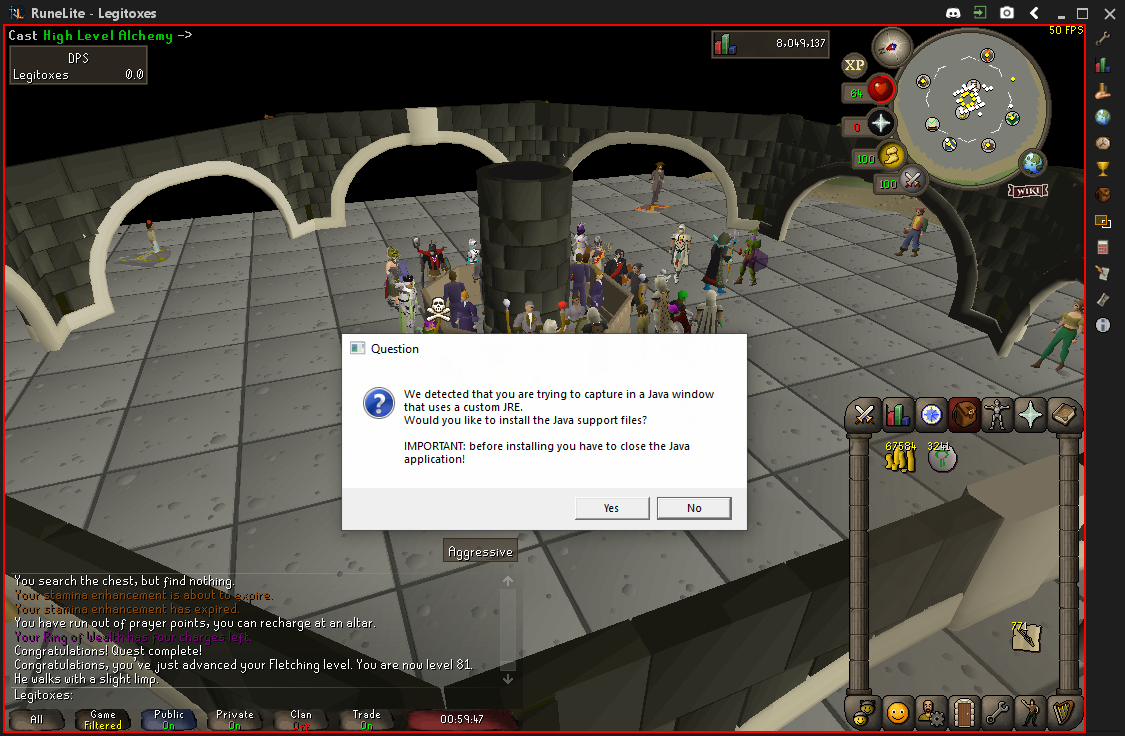 RuneLite - Legitoxes
Cast High Level Alchemy ->
50 FPS
DPS
Legitoxes 0.0
8,049,137
XP
64
0
100
100
WIKI
Question
We detected that you are trying to capture in a Java window
that uses a custom JRE.
Would you like to install the Java support files?
IMPORTANT: before installing you have to close the Java
application!
Yes
No
67584
3241
77
Aggressive
You search the chest, but find nothing.
Your stamina enhancement is about to expire.
Your stamina enhancement has expired.
You have run out of prayer points, you can recharge at an altar.
Your Ring of Wealth has four charges left.
Congratulations! Quest complete!
Congratulations, you've just advanced your Fletching level. You are now level 81.
He walks with a slight limp.
Legitoxes:
All
Game
Filtered
Public
On
Private
On
Clan
Off
Trade
On
00:59:47